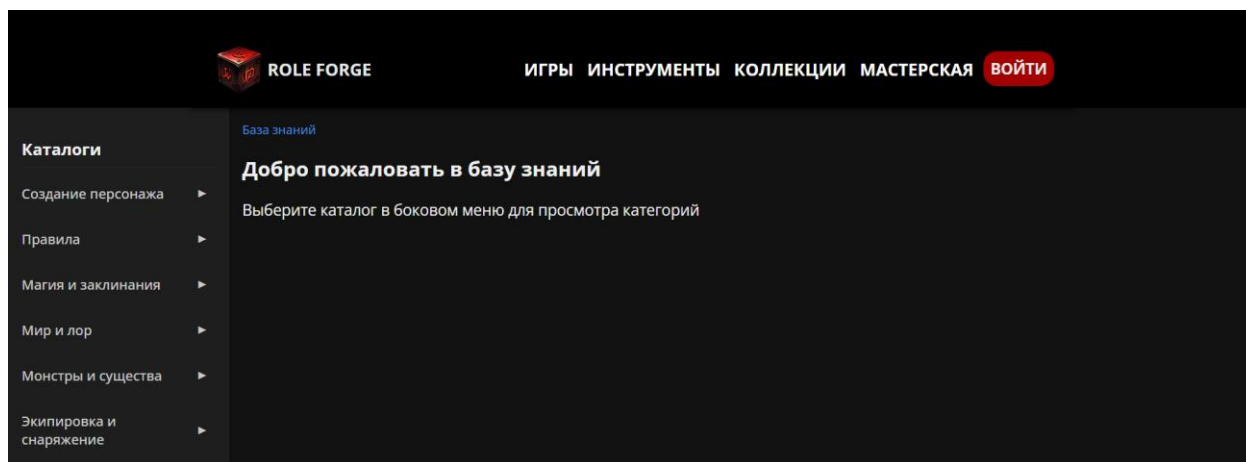 ROLE FORGE
ИГРЫ ИНСТРУМЕНТЫ КОЛЛЕКЦИИ МАСТЕРСКАЯ ВОЙТИ
Каталоги
Создание персонажа
Правила
Магия и заклинания
Мир и лор
Монстры и существа
Экипировка и
снаряжение
База знаний
Добро пожаловать в базу знаний
Выберите каталог в боковом меню для просмотра категорий